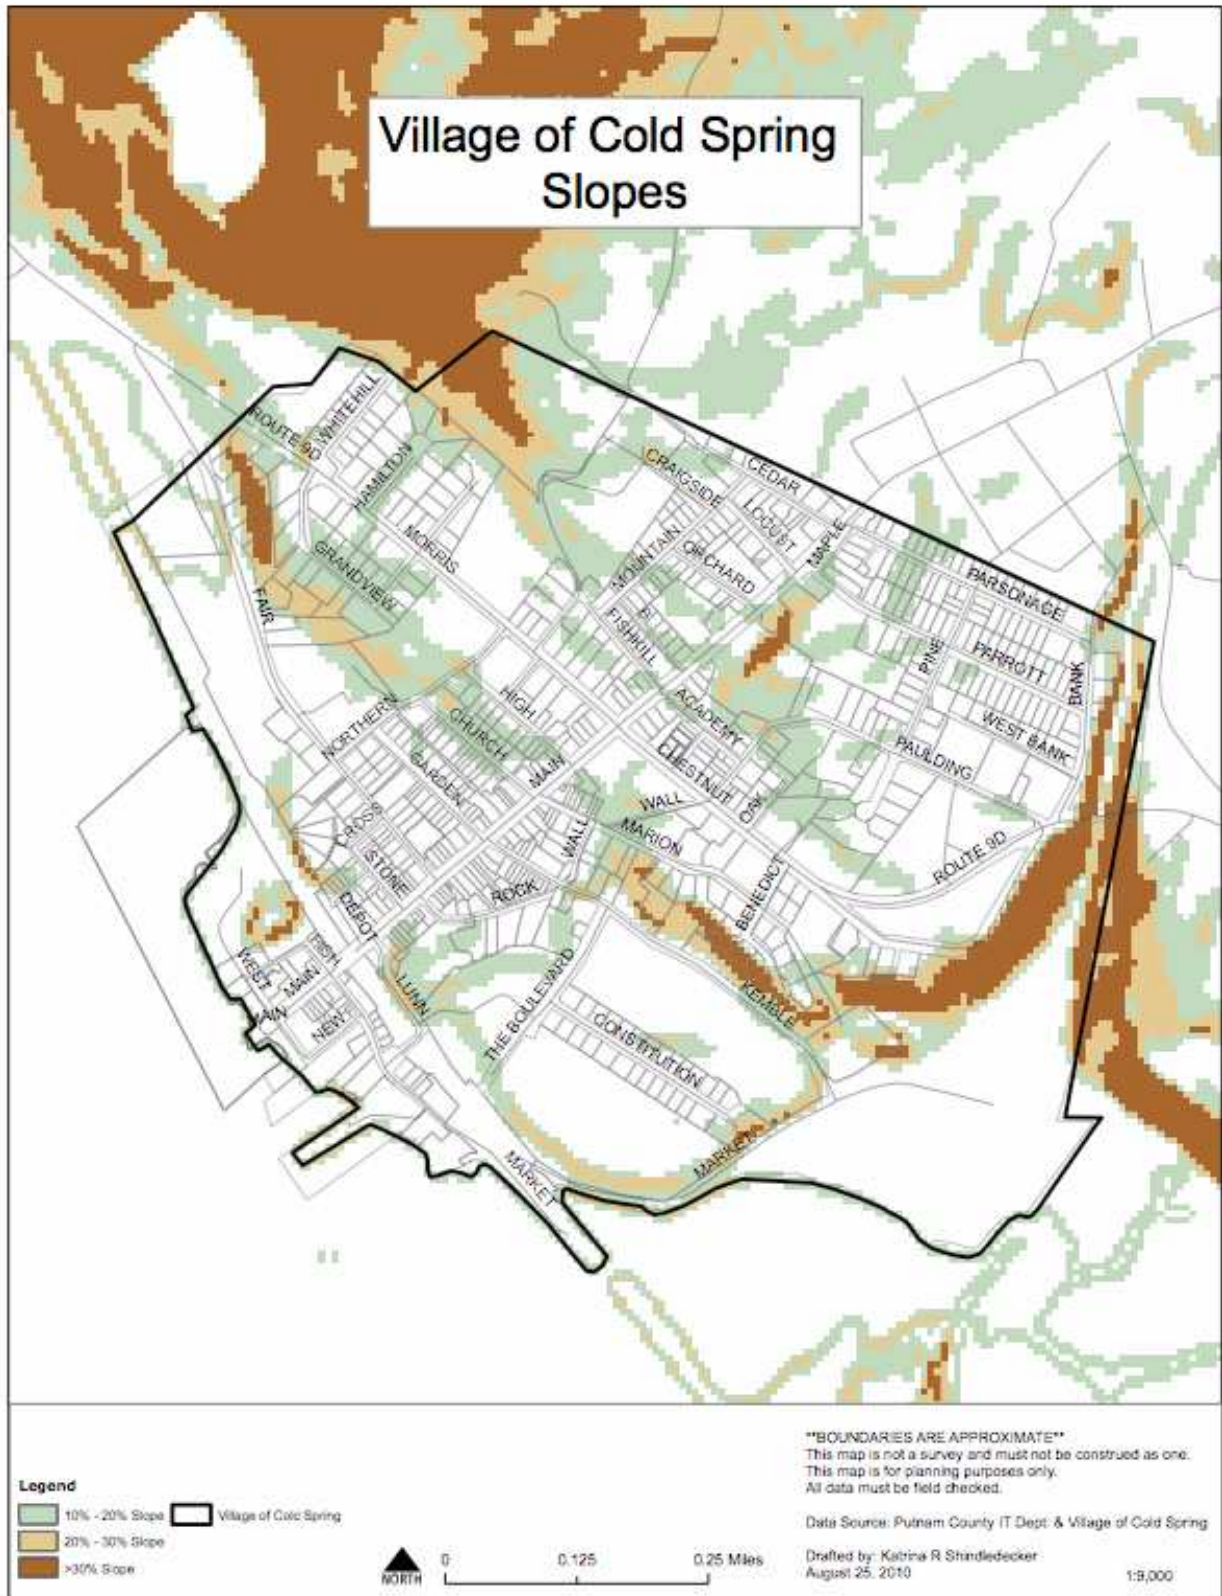 Village of Cold Spring
Slopes
ROUTE 9D
WHITEHILL
HAMILTON
MORRIS
GRANDVIEW
FAIR
CRAIGSIDE
CEDAR
LOCUST
MAPLE
MOUNTAIN
ORCHARD
B
FISHKILL
PARSONAGE
PARROTT
PINE
BANK
WEST BANK
PAULDING
ACADEMY
HIGH
CHURCH
NORTHERN
GARDEN
MAIN
CHESTNUT
OAK
WALL
MARION
WALL
CROSS
STONE
ROCK
DEPOT
BENEDICT
ROUTE 9D
FISH
WEST
MAIN
MAIN
NEW
LUNN
THE BOULEVARD
KEMBLE
CONSTITUTION
MARKET
MARKET
Legend
10% - 20% Slope
Village of Cold Spring
20% - 30% Slope
>30% Slope
NORTH
0 0.125 0.25 Miles
**BOUNDARIES ARE APPROXIMATE**
This map is not a survey and must not be construed as one.
This map is for planning purposes only.
All data must be field checked.
Data Source: Putnam County IT Dept. & Village of Cold Spring
Drafted by: Katrina R Shindledecker
August 25, 2010
1:9,000